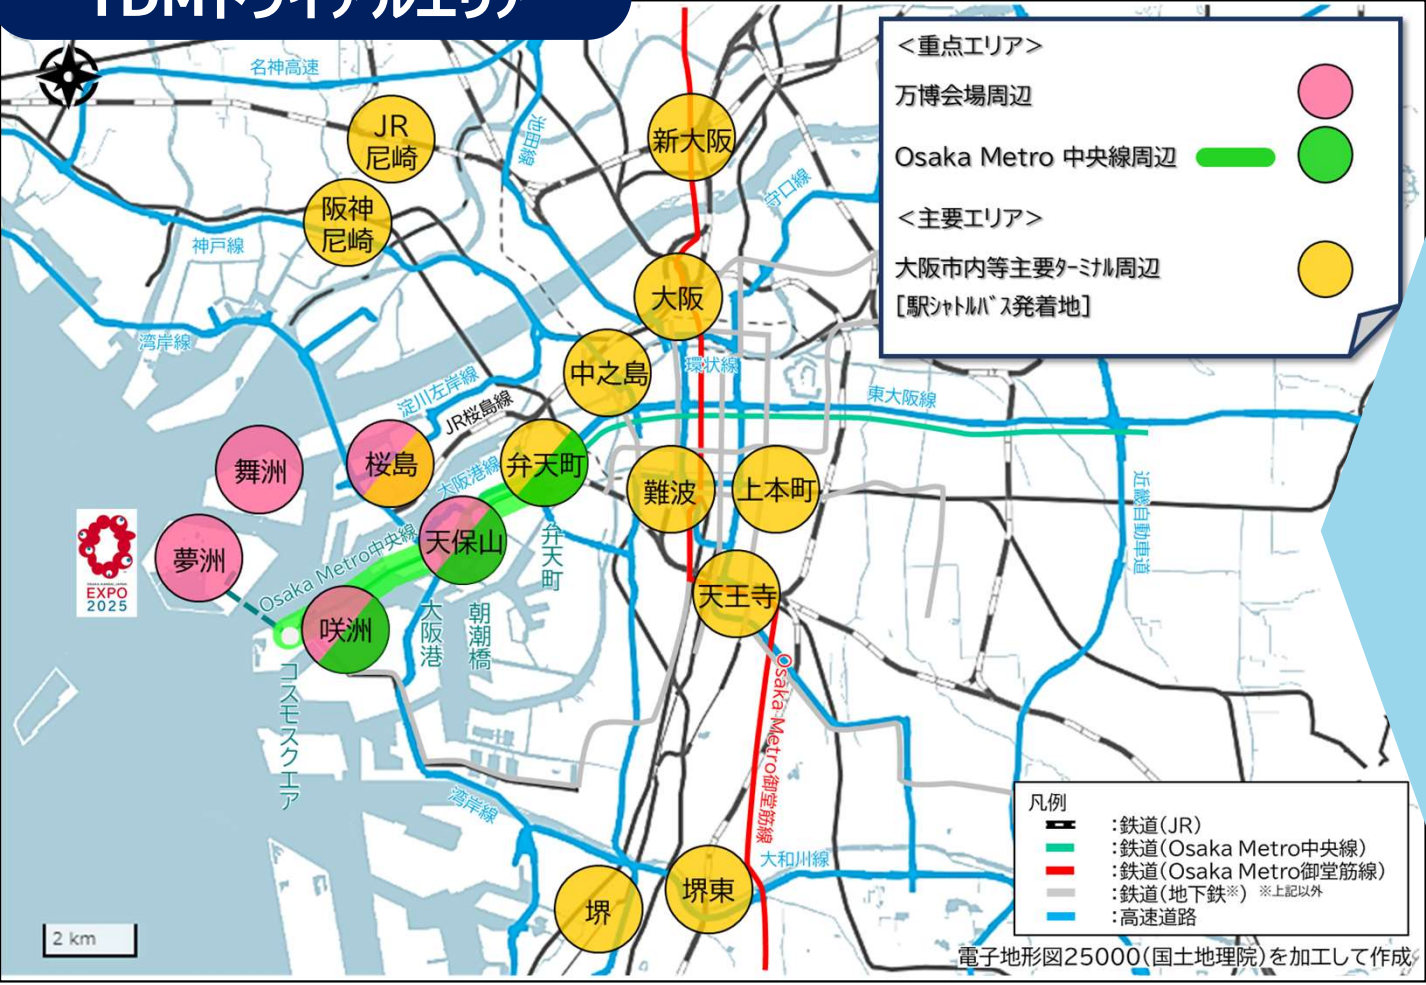 TDMトライアルエリア
＜重点エリア＞
万博会場周辺
Osaka Metro 中央線周辺
＜主要エリア＞
大阪市内等主要ﾀｰﾐﾅﾙ周辺
[駅ｼｬﾄﾙﾊﾞｽ発着地]
名神高速
池田線
守口線
神戸線
湾岸線
淀川左岸線
JR桜島線
大阪港線
環状線
東大阪線
近畿自動車道
JR
尼崎
新大阪
阪神
尼崎
大阪
中之島
舞洲
桜島
弁天町
難波
上本町
夢洲
天保山
天王寺
咲洲
EXPO
2025
Osaka Metro中央線
弁天町
朝潮橋
大阪港
コスモスクエア
Osaka Metro御堂筋線
湾岸線
大和川線
堺
堺東
2 km
凡例
：鉄道(JR)
：鉄道(Osaka Metro中央線)
：鉄道(Osaka Metro御堂筋線)
：鉄道(地下鉄※) ※上記以外
：高速道路
電子地形図25000(国土地理院)を加工して作成